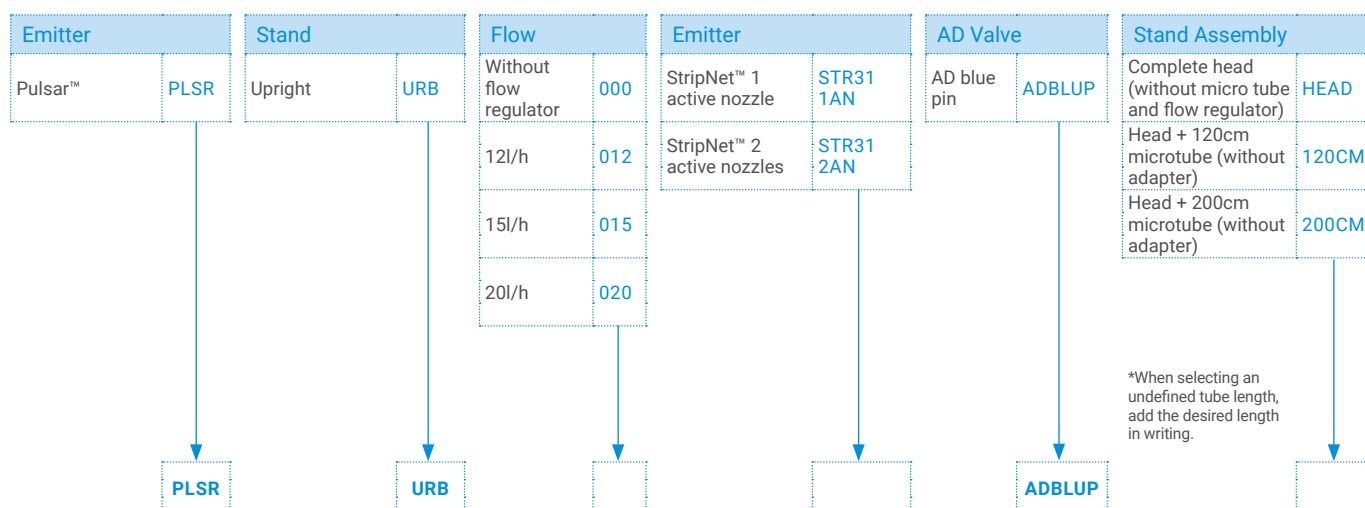 Emitter
Pulsar™ PLSR
Stand
Upright URB
Flow
Without
flow
regulator
000
12l/h 012
15l/h 015
20l/h 020
Emitter
StripNet™ 1
active nozzle
STR31
1AN
StripNet™ 2
active nozzles
STR31
2AN
AD Valve
AD blue
pin
ADBLUP
Stand Assembly
Complete head
(without micro tube
and flow regulator)
HEAD
Head + 120cm
microtube (without
adapter)
120CM
Head + 200cm
microtube (without
adapter)
200CM
*When selecting an
undefined tube length,
add the desired length
in writing.
PLSR
URB
ADBLUP